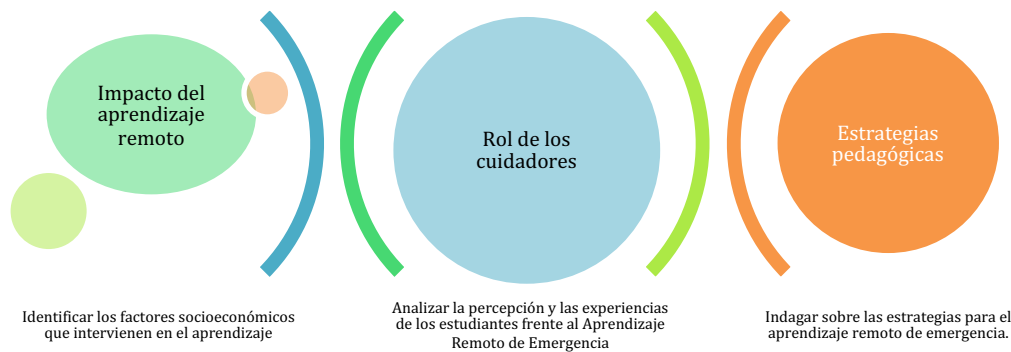 Impacto del
aprendizaje
remoto
Rol de los
cuidadores
Estrategias
pedagógicas
Identificar los factores socioeconómicos
que intervienen en el aprendizaje
Analizar la percepción y las experiencias
de los estudiantes frente al Aprendizaje
Remoto de Emergencia
Indagar sobre las estrategias para el
aprendizaje remoto de emergencia.